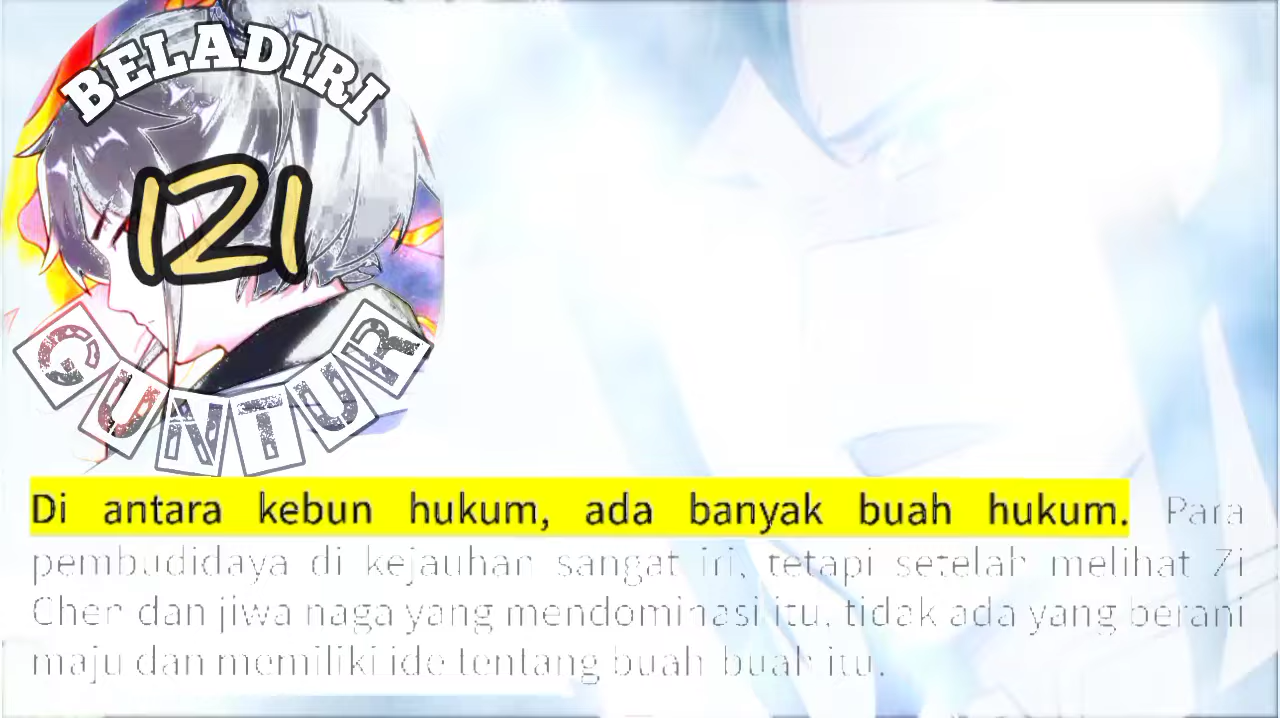 BELADIRI
121
GUNTUR
Di antara kebun hukum, ada banyak buah hukum. Para
pembudidaya di kejauhan sangat iri, tetapi setelah melihat Zi
Chen dan jiwa naga yang mendominasi itu, tidak ada yang berani
maju dan memiliki ide tentang buah buah itu.